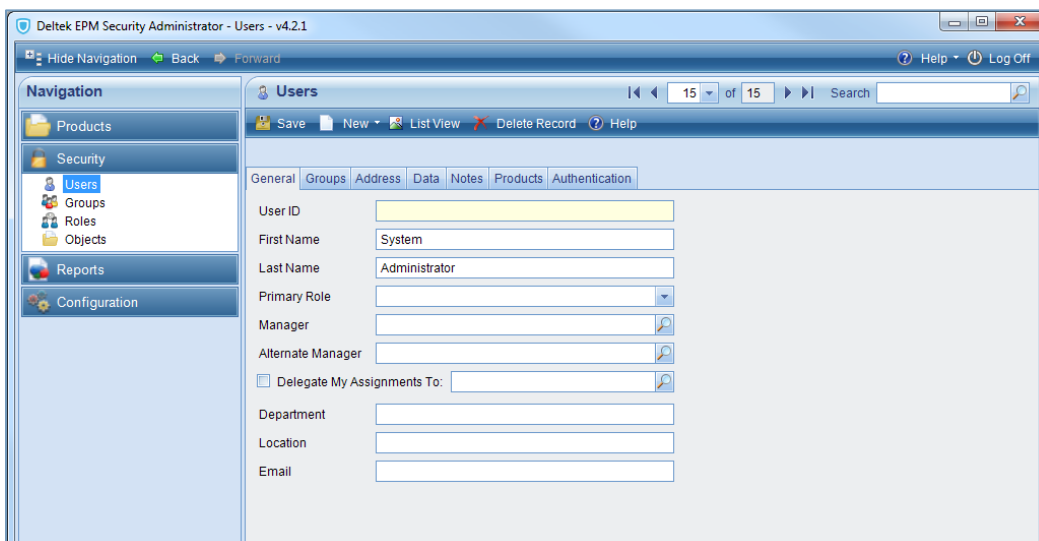 Deltek EPM Security Administrator - Users - v4.2.1
Hide Navigation Back Forward Help Log Off
Navigation
Products
Security
Users
Groups
Roles
Objects
Reports
Configuration
Users 15 of 15 Search
Save New List View Delete Record Help
General Groups Address Data Notes Products Authentication
User ID
First Name System
Last Name Administrator
Primary Role
Manager
Alternate Manager
Delegate My Assignments To:
Department
Location
Email